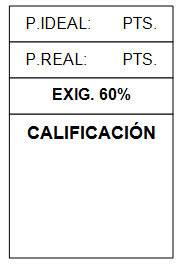 P.IDEAL: PTS.
P.REAL: PTS.
EXIG. 60%
CALIFICACIÓN